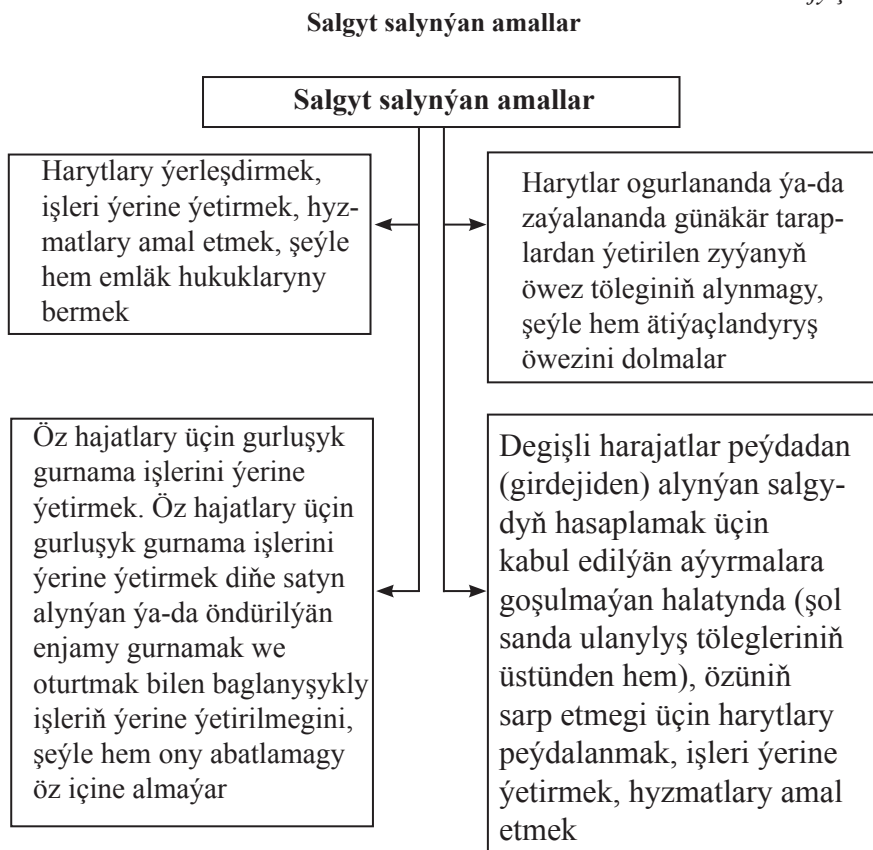 Salgyt salynýan amallar
Salgyt salynýan amallar
Harytlary ýerleşdirmek,
işleri ýerine ýetirmek, hyz-
matlary amal etmek, şeýle
hem emläk hukuklaryny
bermek
Harytlar ogurlananda ýa-da
zaýalananda günäkär tarap-
lardan ýetirilen zyýanyň
öwez töleginiň alynmagy,
şeýle hem ätiýaçlandyryş
öwezini dolmalar
Öz hajatlary üçin gurluşyk
gurnama işlerini ýerine
ýetirmek. Öz hajatlary üçin
gurluşyk gurnama işlerini
ýerine ýetirmek diňe satyn
alynýan ýa-da öndürilýän
enjamy gurnamak we
oturtmak bilen baglanyşykly
işleriň ýerine ýetirilmegini,
şeýle hem ony abatlamagy
öz içine almaýar
Degişli harajatlar peýdadan
(girdejiden) alynýan salgy-
dyň hasaplamak üçin
kabul edilýän aýyrmalara
goşulmaýan halatynda (şol
sanda ulanylyş tölegleriniň
üstünden hem), özüniň
sarp etmegi üçin harytlary
peýdalanmak, işleri ýerine
ýetirmek, hyzmatlary amal
etmek